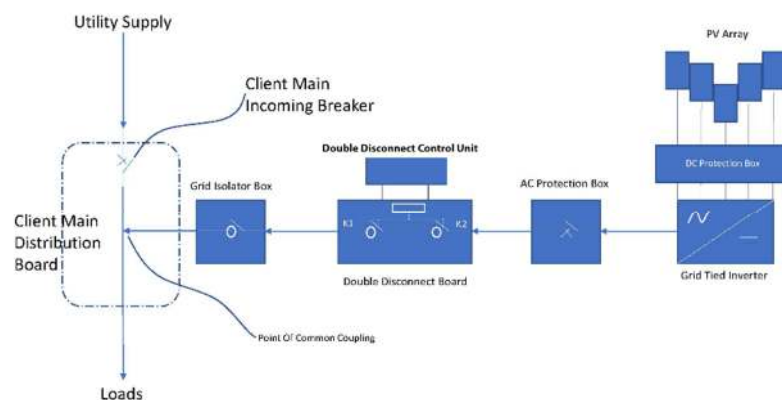 Utility Supply
PV Array
Client Main
Incoming Breaker
Double Disconnect Control Unit
DC Protection Box
Grid Isolator Box
AC Protection Box
K1
K2
Client Main
Distribution
Board
Double Disconnect Board
Grid Tied Inverter
Point Of Common Coupling
Loads